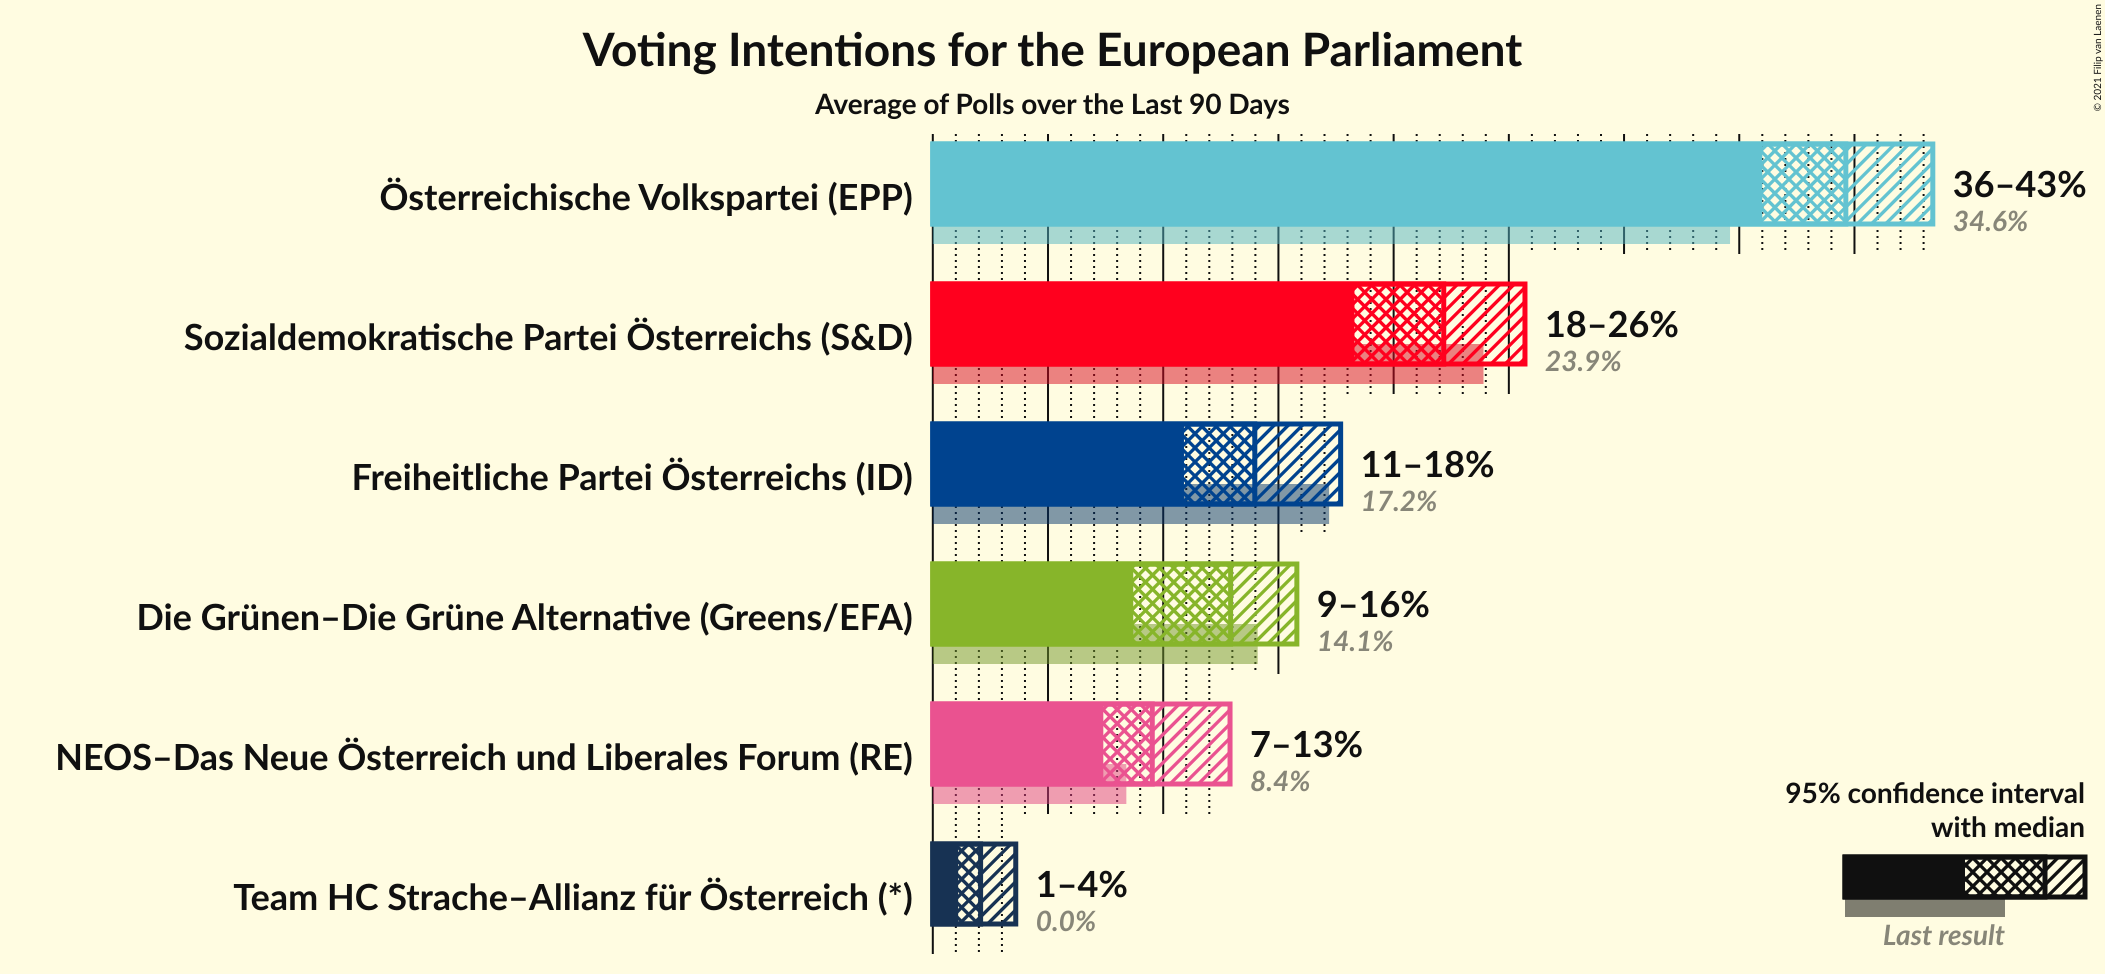 Voting Intentions for the European Parliament
Average of Polls over the Last 90 Days
© 2021 Filip van Laenen
Österreichische Volkspartei (EPP)
36–43%
34.6%
Sozialdemokratische Partei Österreichs (S&D)
18–26%
23.9%
Freiheitliche Partei Österreichs (ID)
11–18%
17.2%
Die Grünen–Die Grüne Alternative (Greens/EFA)
9–16%
14.1%
NEOS–Das Neue Österreich und Liberales Forum (RE)
7–13%
8.4%
Team HC Strache–Allianz für Österreich (*)
1–4%
0.0%
95% confidence interval
with median
Last result